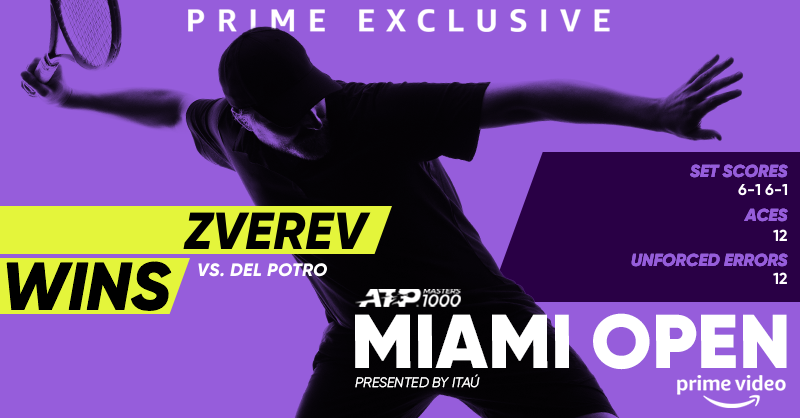 PRIME EXCLUSIVE
SET SCORES
6-1 6-1
ACES
12
UNFORCED ERRORS
12
ZVEREV
WINS
VS. DEL POTRO
ATP MASTERS
1000
MIAMI OPEN
PRESENTED BY ITAÚ
prime video